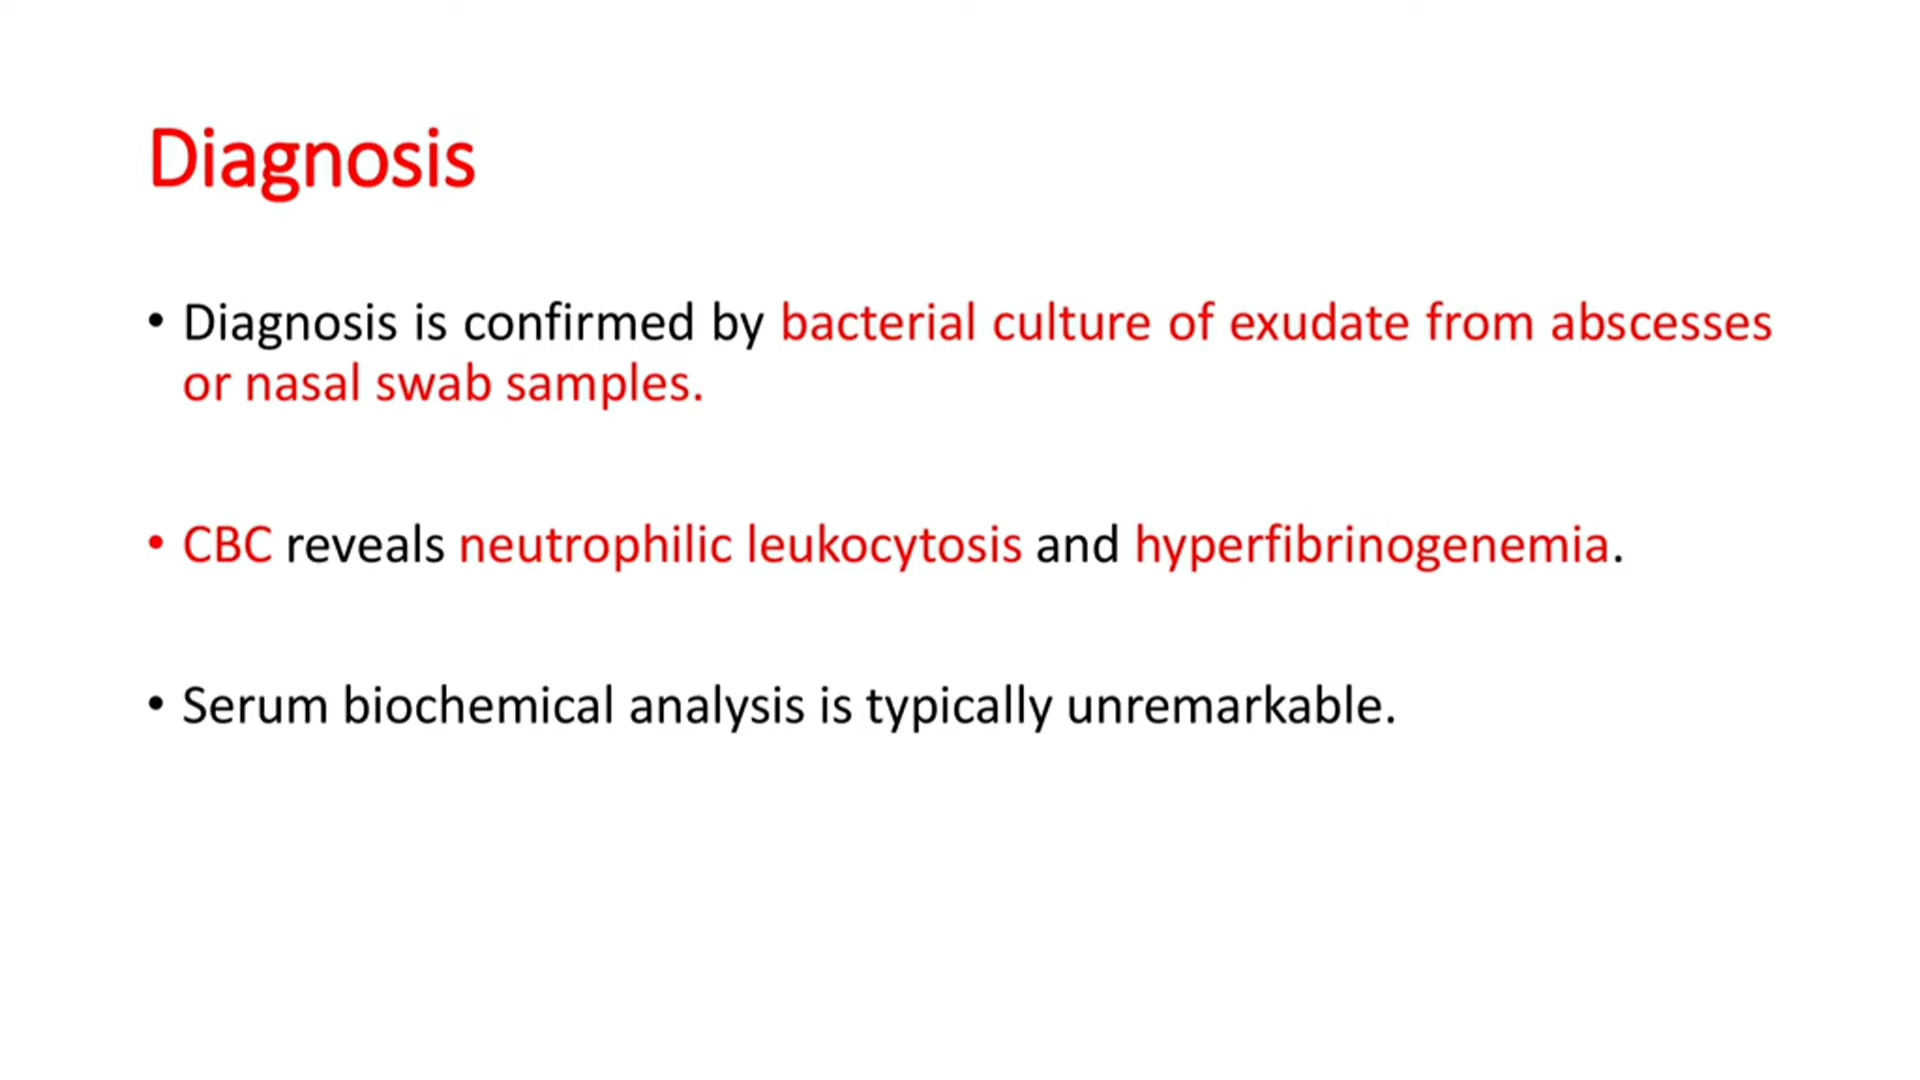 Diagnosis
• Diagnosis is confirmed by bacterial culture of exudate from abscesses
or nasal swab samples.
• CBC reveals neutrophilic leukocytosis and hyperfibrinogenemia.
• Serum biochemical analysis is typically unremarkable.